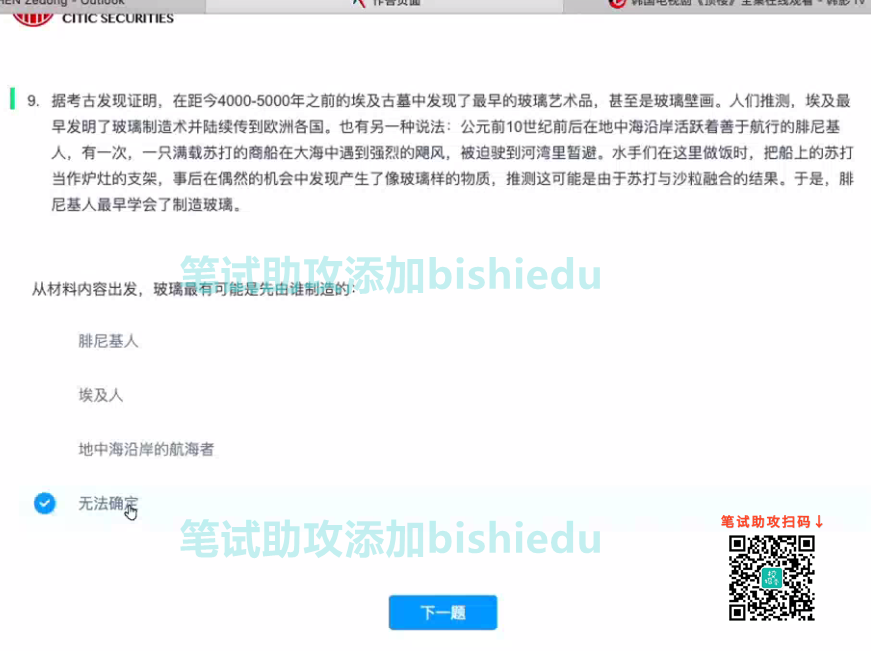 HEN Zedong - Outlook 作答页面 韩国电视剧《顶楼》全集在线观看 - 韩影TV
CITIC SECURITIES
9. 据考古发现证明，在距今4000-5000年之前的埃及古墓中发现了最早的玻璃艺术品，甚至是玻璃壁画。人们推测，埃及最
早发明了玻璃制造术并陆续传到欧洲各国。也有另一种说法：公元前10世纪前后在地中海沿岸活跃着善于航行的腓尼基
人，有一次，一只满载苏打的商船在大海中遇到强烈的飓风，被迫驶到河湾里暂避。水手们在这里做饭时，把船上的苏打
当作炉灶的支架，事后在偶然的机会中发现产生了像玻璃样的物质，推测这可能是由于苏打与沙粒融合的结果。于是，腓
尼基人最早学会了制造玻璃。
笔试助攻添加bishiedu
从材料内容出发，玻璃最有可能是先由谁制造的：
腓尼基人
埃及人
地中海沿岸的航海者
无法确定
笔试助攻扫码↓
笔试助攻添加bishiedu
下一题